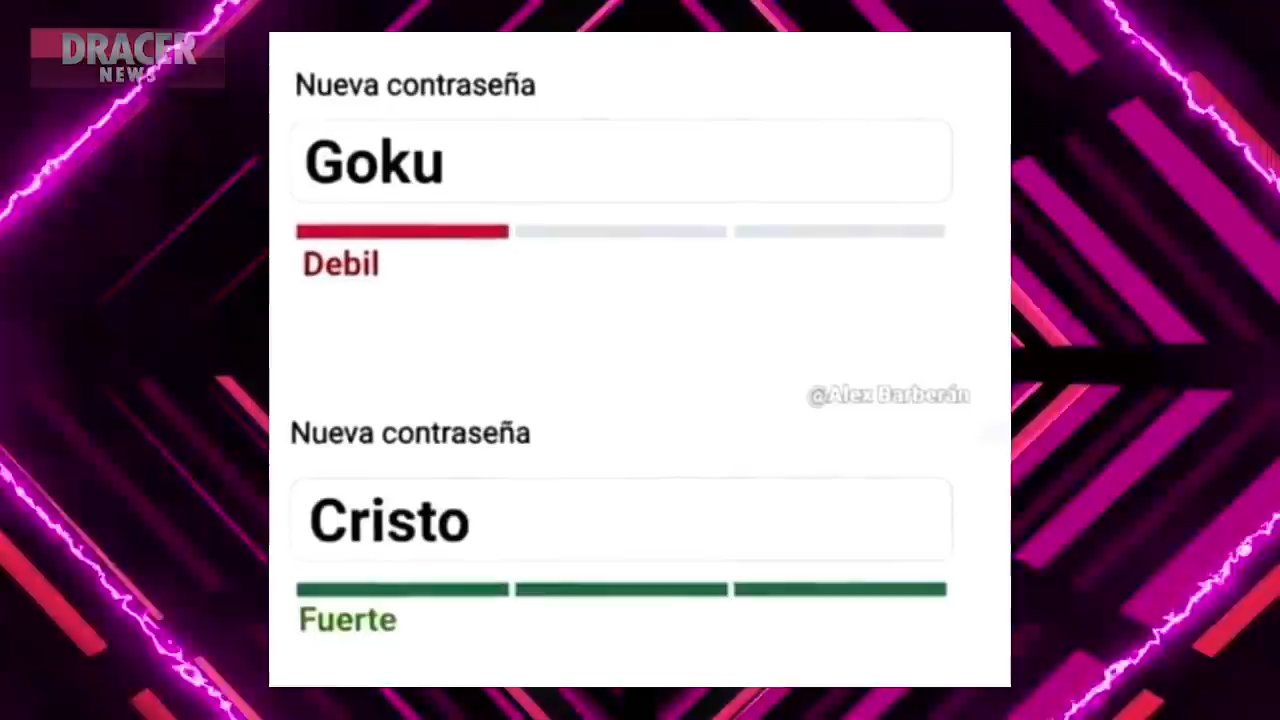 DRACER
NEWS
Nueva contraseña
Goku
Debil
@Alex Barberán
Nueva contraseña
Cristo
Fuerte